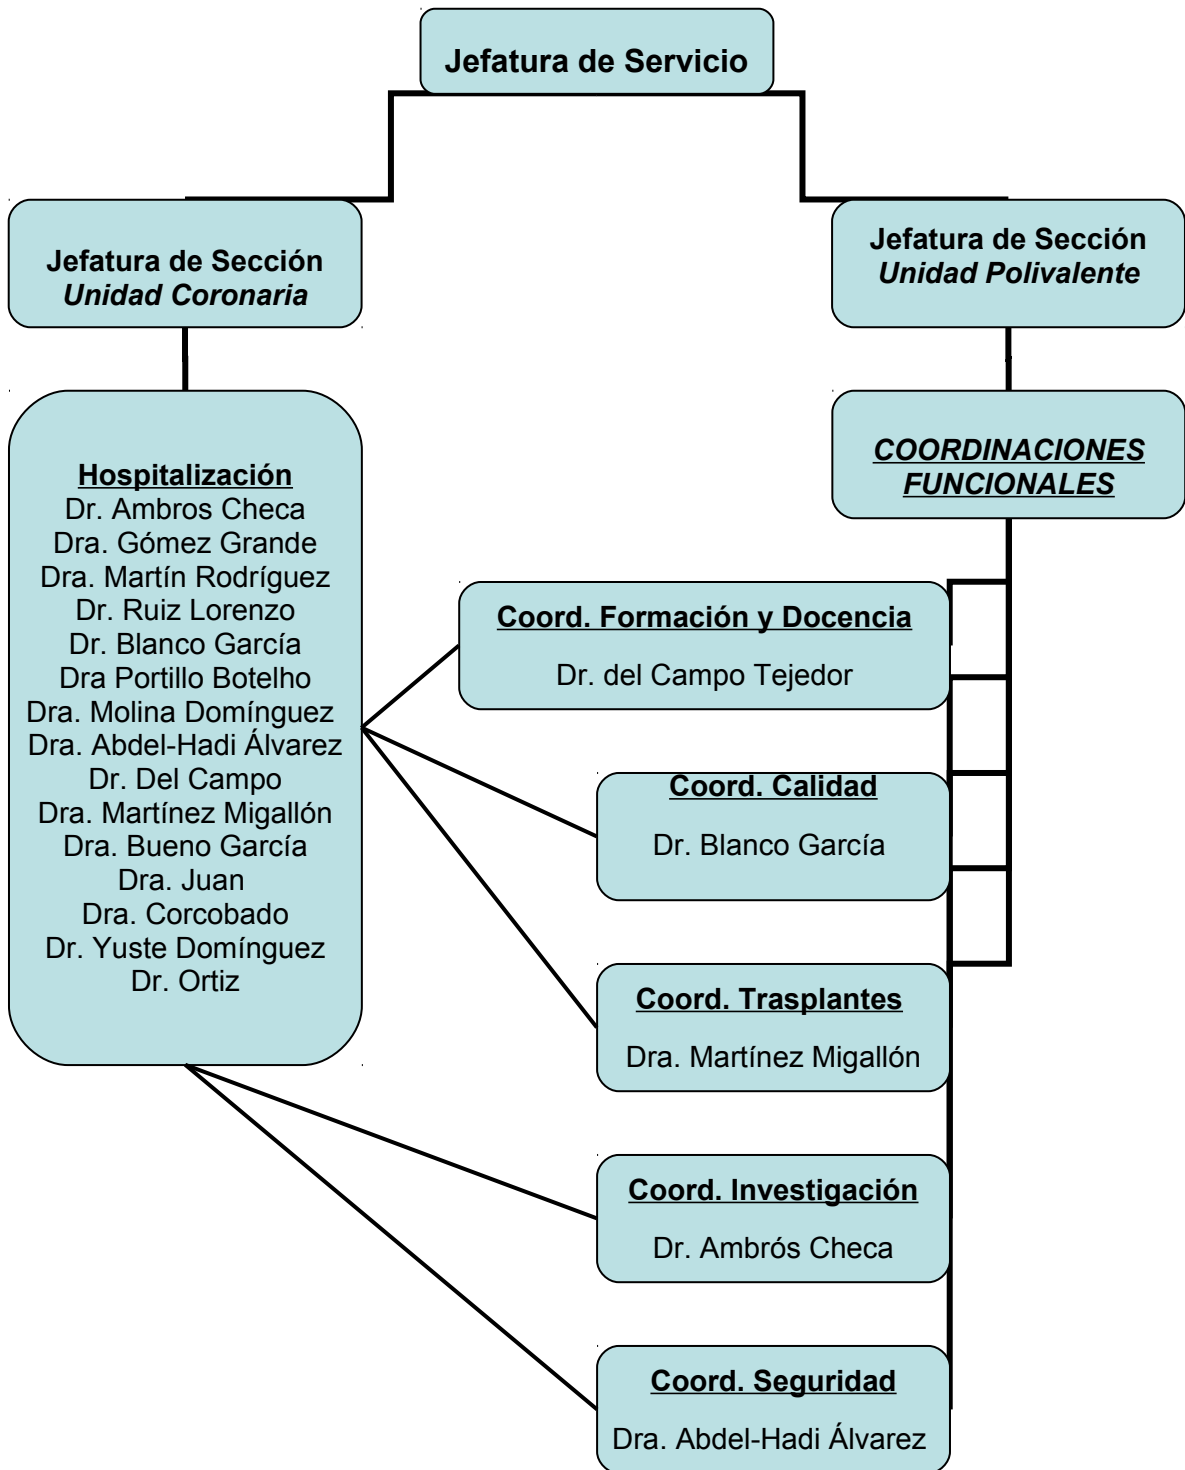 Jefatura de Servicio
Jefatura de Sección
Unidad Coronaria
Jefatura de Sección
Unidad Polivalente
Hospitalización
Dr. Ambros Checa
Dra. Gómez Grande
Dra. Martín Rodríguez
Dr. Ruiz Lorenzo
Dr. Blanco García
Dra Portillo Botelho
Dra. Molina Domínguez
Dra. Abdel-Hadi Álvarez
Dr. Del Campo
Dra. Martínez Migallón
Dra. Bueno García
Dra. Juan
Dra. Corcobado
Dr. Yuste Domínguez
Dr. Ortiz
COORDINACIONES
FUNCIONALES
Coord. Formación y Docencia
Dr. del Campo Tejedor
Coord. Calidad
Dr. Blanco García
Coord. Trasplantes
Dra. Martínez Migallón
Coord. Investigación
Dr. Ambrós Checa
Coord. Seguridad
Dra. Abdel-Hadi Álvarez